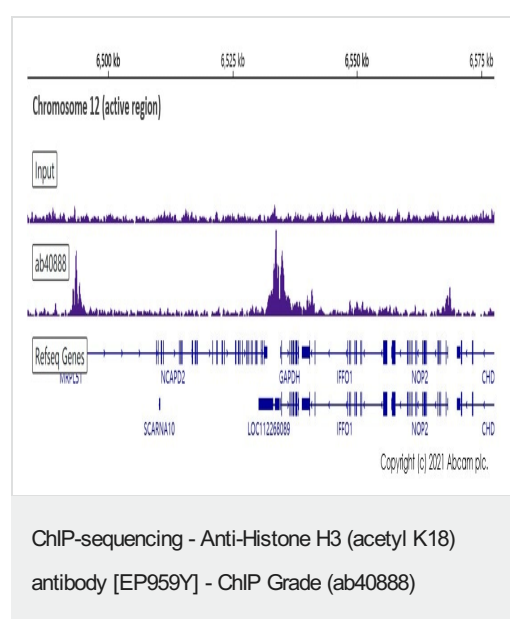 6,500 kb 6,525 kb 6,550 kb 6,575 kb
Chromosome 12 (active region)
Input
ab40888
Refseq Genes
MRPL51 NCAPD2 GAPDH IFFO1 NOP2 CHD
SCARNA10 LOC112268089 IFFO1 NOP2 CHD
Copyright (c) 2021 Abcam plc.
ChIP-sequencing - Anti-Histone H3 (acetyl K18)
antibody [EP959Y] - ChIP Grade (ab40888)